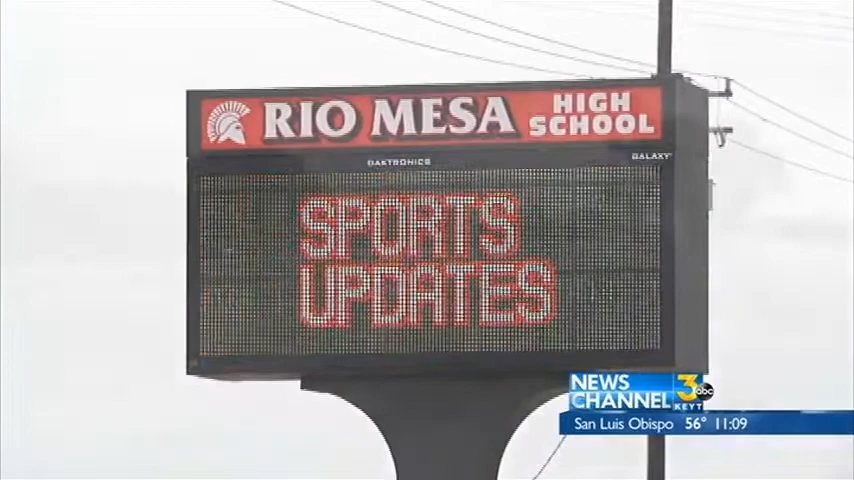 RIO MESA HIGH
SCHOOL
DAKTRONICS
GALAXY
SPORTS
UPDATES
NEWS
CHANNEL 3 abc
KEYT
San Luis Obispo 56° 11:09